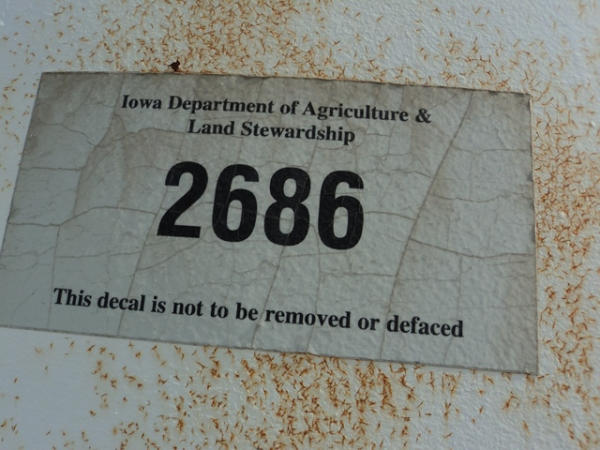 Iowa Department of Agriculture &
Land Stewardship
2686
This decal is not to be removed or defaced